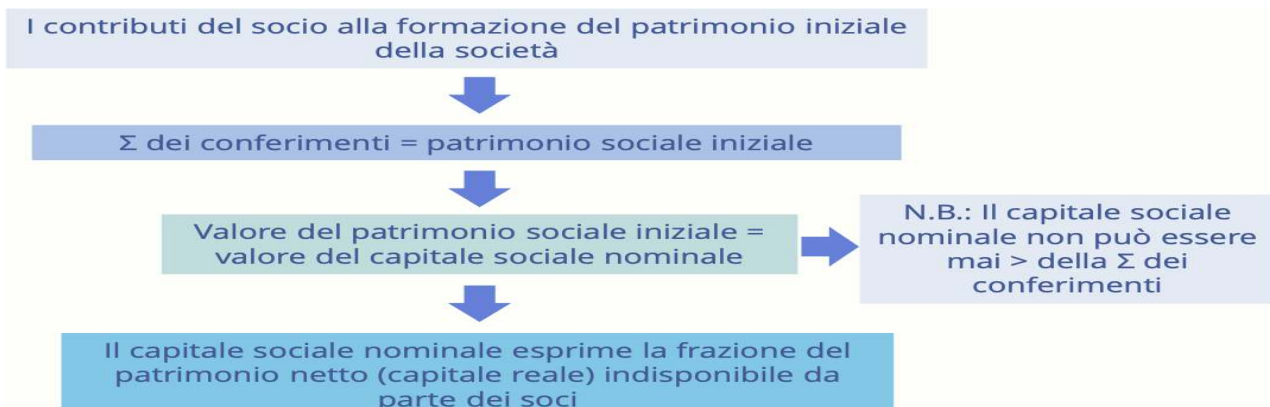 I contributi del socio alla formazione del patrimonio iniziale
della società
Σ dei conferimenti = patrimonio sociale iniziale
Valore del patrimonio sociale iniziale =
valore del capitale sociale nominale
N.B.: Il capitale sociale
nominale non può essere
mai > della Σ dei
conferimenti
Il capitale sociale nominale esprime la frazione del
patrimonio netto (capitale reale) indisponibile da
parte dei soci